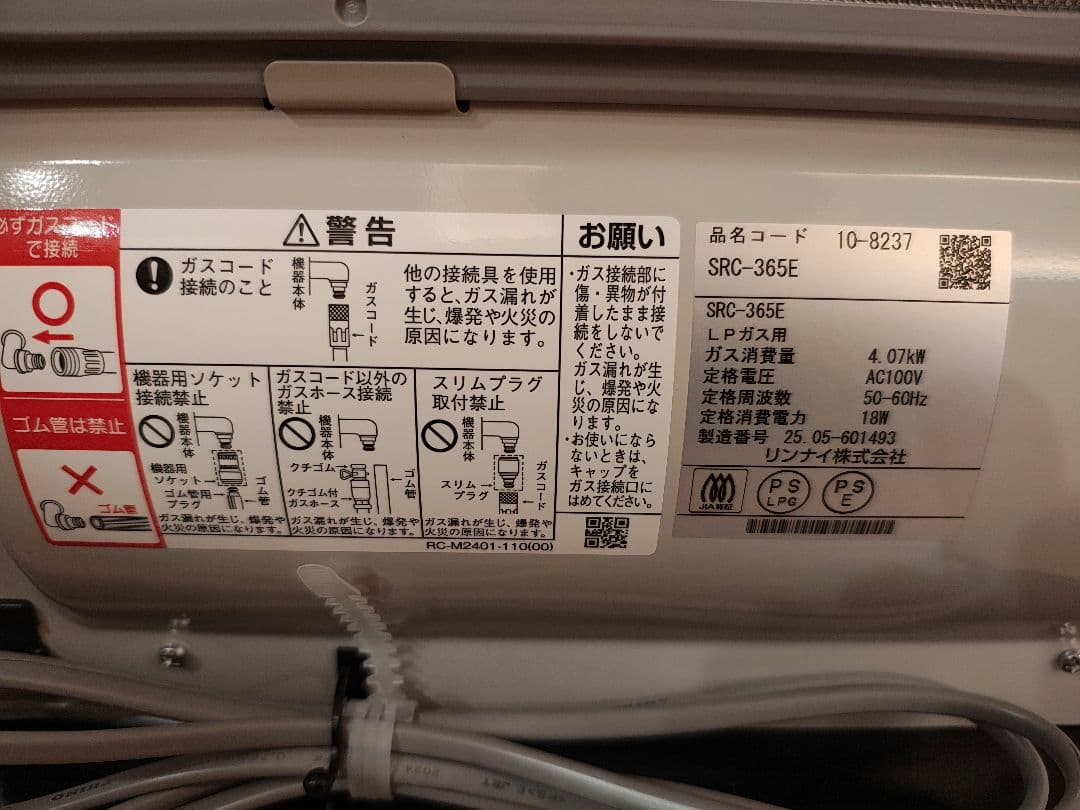 必ずガスコード
で接続
ゴム管は禁止
ゴム管
警告
ガスコード
接続のこと
機器本体
ガスコード
他の接続具を使用
すると、ガス漏れが
生じ、爆発や火災の
原因になります。
機器用ソケット
接続禁止
機器本体
機器用
ソケット
ゴム管用
プラグ
ゴム管
ガス漏れが生じ、爆発や
火災の原因になります。
ガスコード以外の
ガスホース接続
禁止
機器本体
クチゴム
クチゴム付
ガスホース
ゴム管
ガス漏れが生じ、爆発や
火災の原因になります。
スリムプラグ
取付禁止
機器本体
スリム
プラグ
ガスコード
ガス漏れが生じ、爆発や
火災の原因になります。
RC-M2401-110(00)
お願い
・ガス接続部に
傷・異物が付
着したまま接
続をしないで
ください。
ガス漏れが生
じ、爆発や火
災の原因にな
ります。
・お使いになら
ないときは、
キャップを
ガス接続口に
はめてください。
品名コード 10-8237
SRC-365E
SRC-365E
LPガス用
ガス消費量 4.07kW
定格電圧 AC100V
定格周波数 50-60Hz
定格消費電力 18W
製造番号 25.05-601493
リンナイ株式会社
JIA認証
PS LPG
PS E